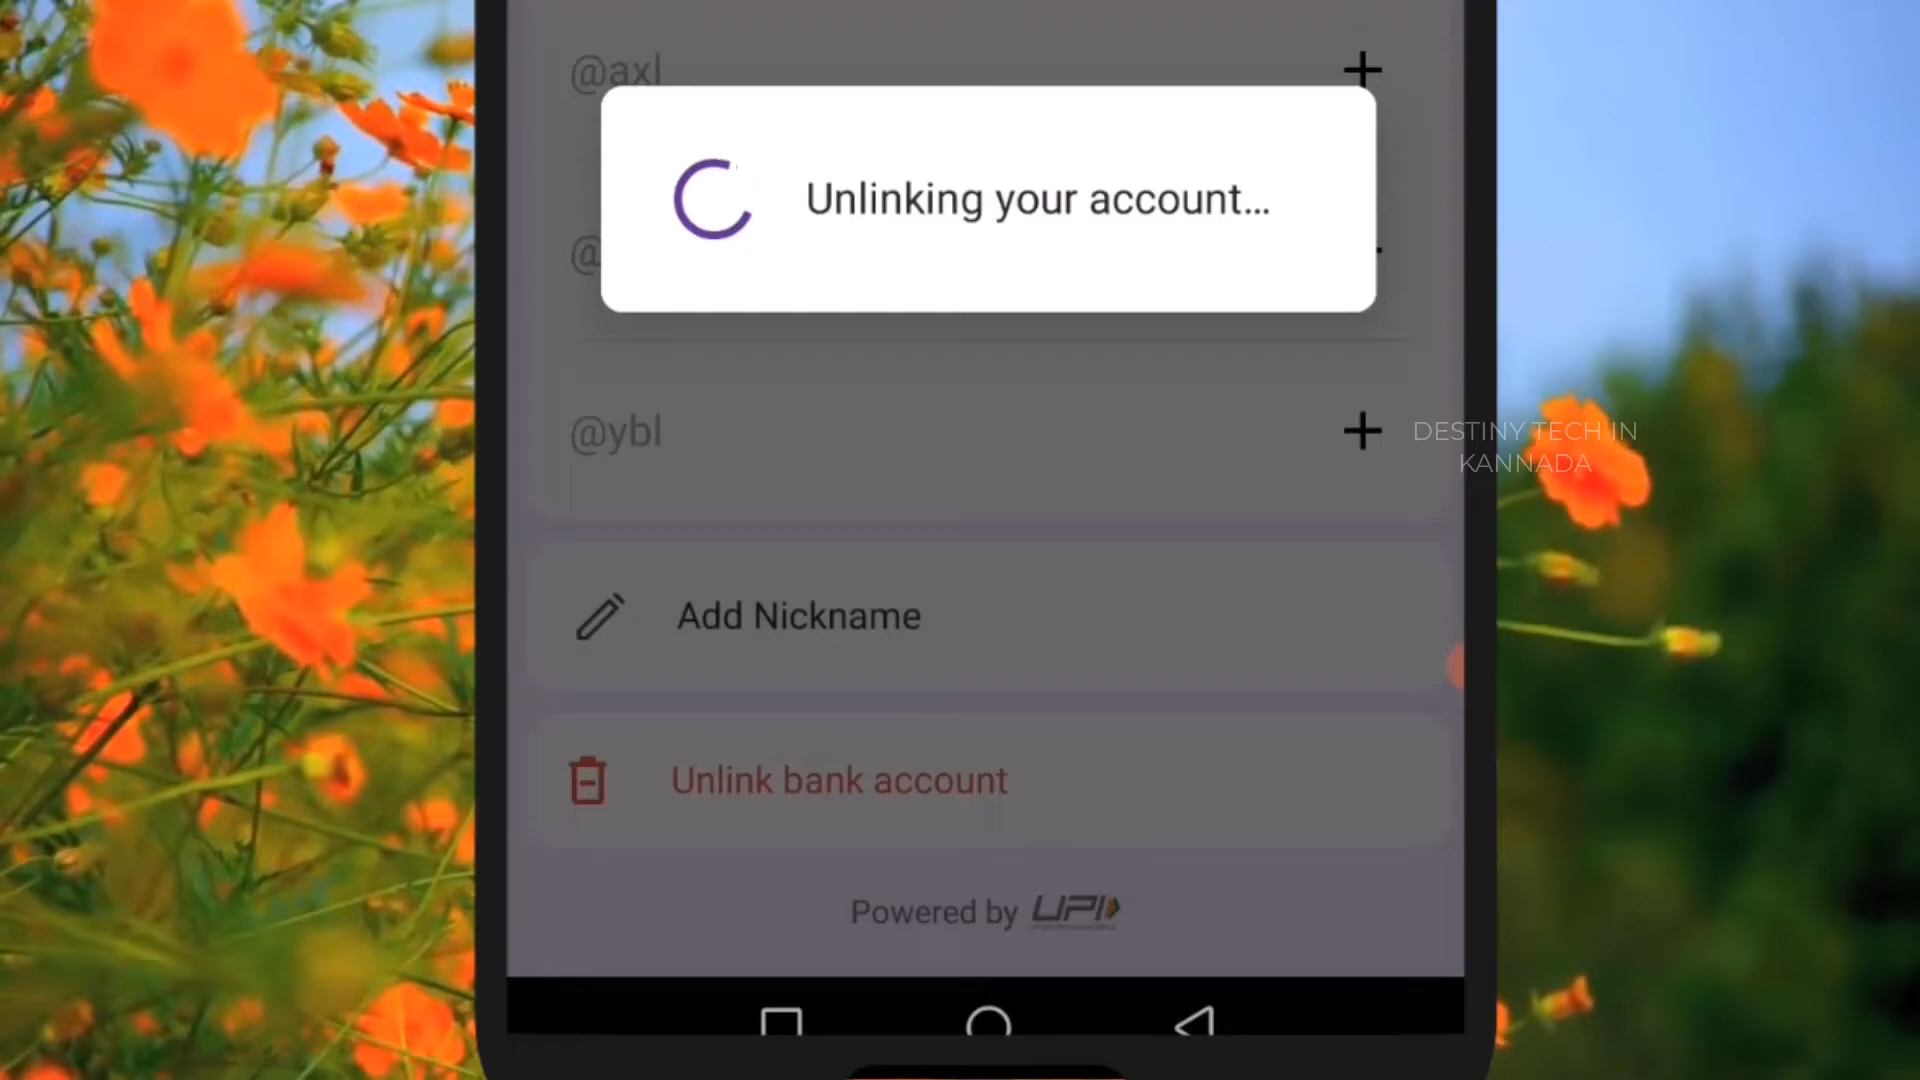 @axl
Unlinking your account...
@
@ybl
DESTINY TECH IN
KANNADA
Add Nickname
Unlink bank account
Powered by UPI